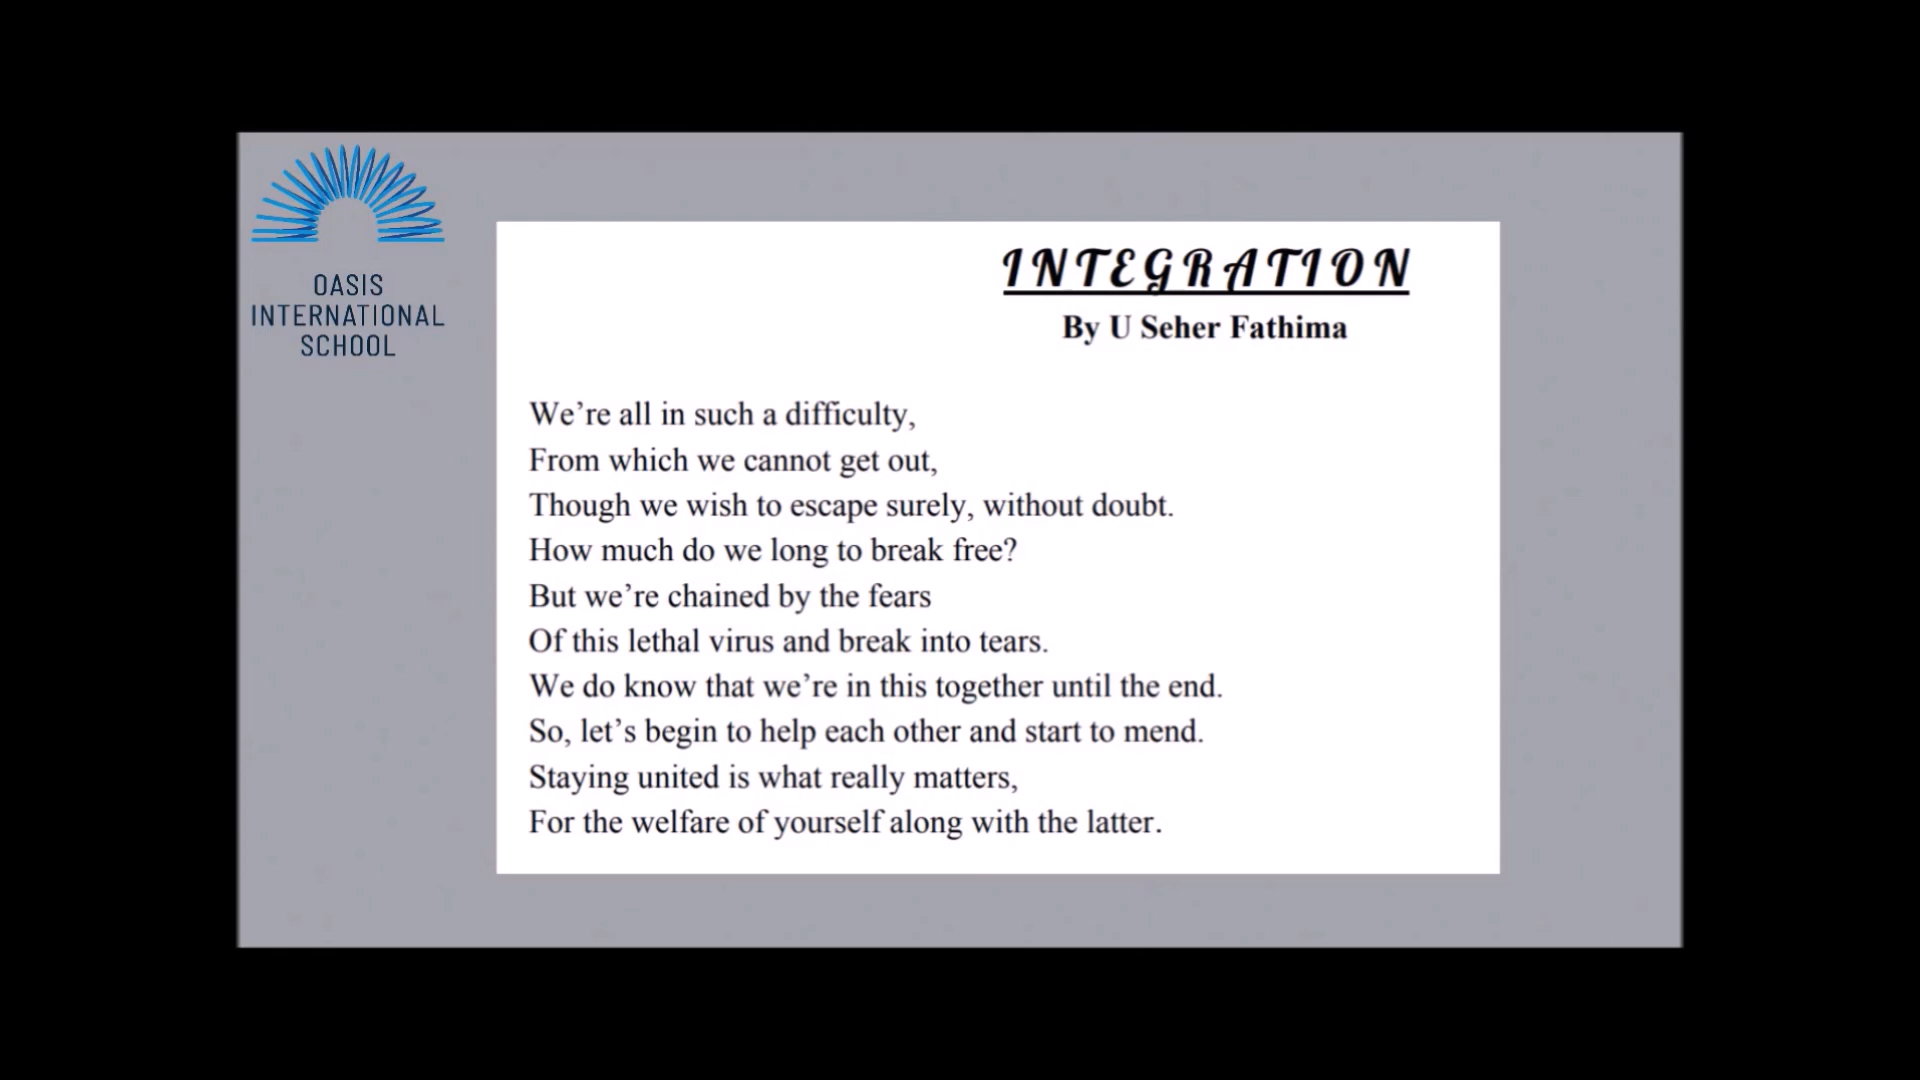 OASIS
INTERNATIONAL
SCHOOL
INTEGRATION
By U Seher Fathima
We’re all in such a difficulty,
From which we cannot get out,
Though we wish to escape surely, without doubt.
How much do we long to break free?
But we’re chained by the fears
Of this lethal virus and break into tears.
We do know that we’re in this together until the end.
So, let’s begin to help each other and start to mend.
Staying united is what really matters,
For the welfare of yourself along with the latter.